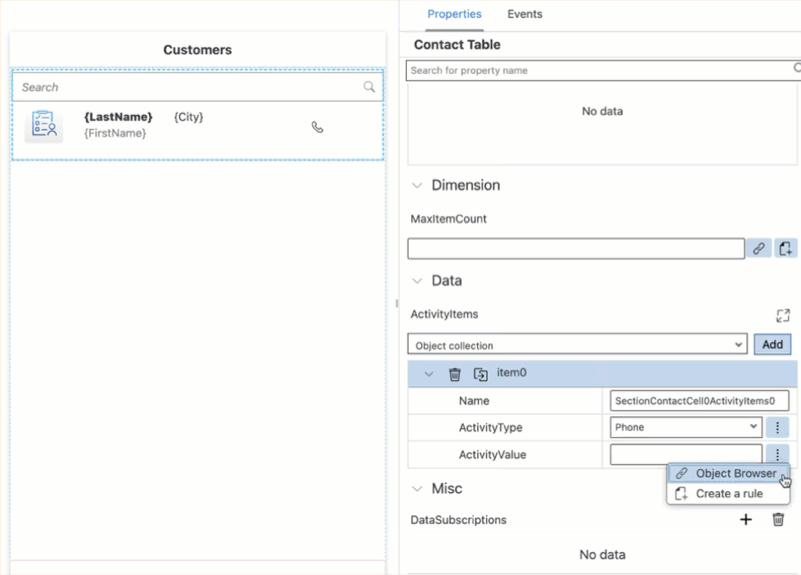 Customers
Search
{LastName} {City}
{FirstName}
Properties Events
Contact Table
Search for property name
No data
Dimension
MaxItemCount
Data
ActivityItems
Object collection
Add
item0
Name SectionContactCell0ActivityItems0
ActivityType Phone
ActivityValue
Object Browser
Create a rule
Misc
DataSubscriptions
No data